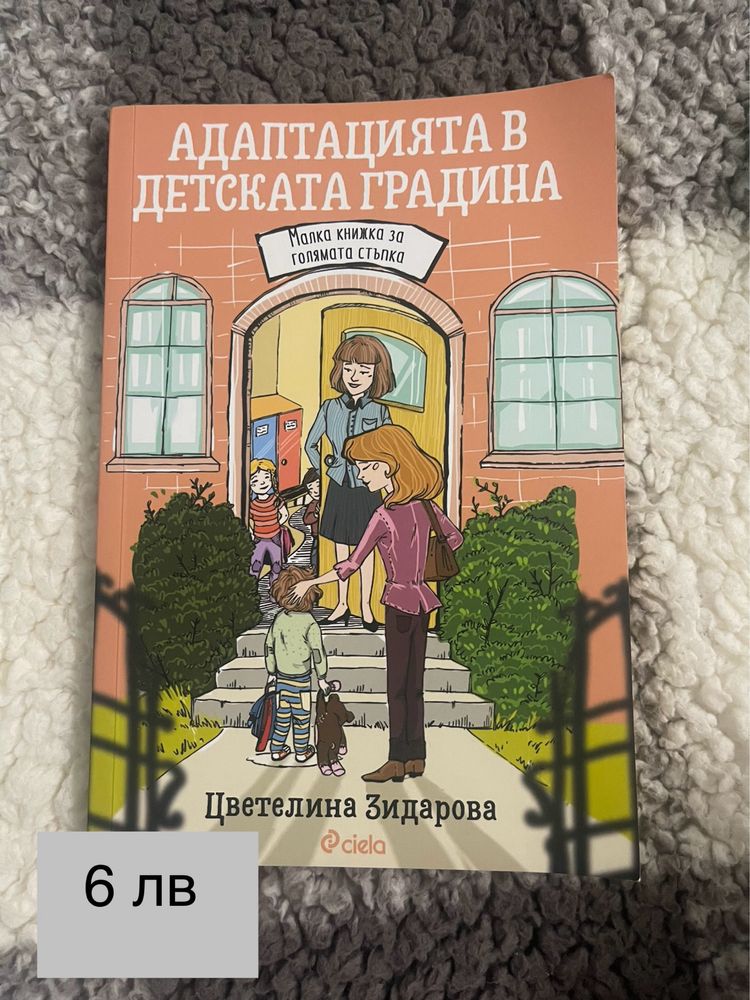 АДАПТАЦИЯТА В
ДЕТСКАТА ГРАДИНА
Малка книжка за
голямата стъпка
Цветелина Зидарова
ciela
6 лв